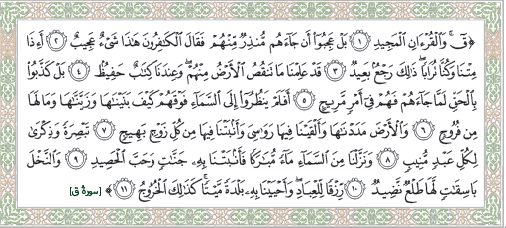 ﴿ قٓ ۚ وَٱلْقُرْءَانِ ٱلْمَجِيدِ ۝١ بَلْ عَجِبُوٓا۟ أَن جَآءَهُم مُّنذِرٌ مِّنْهُمْ فَقَالَ ٱلْكَـٰفِرُونَ هَـٰذَا شَىْءٌ عَجِيبٌ ۝٢ أَءِذَا
مِتْنَا وَكُنَّا تُرَابًا ۖ ذَٰلِكَ رَجْعٌۢ بَعِيدٌ ۝٣ قَدْ عَلِمْنَا مَا تَنقُصُ ٱلْأَرْضُ مِنْهُمْ ۖ وَعِندَنَا كِتَـٰبٌ حَفِيظٌۢ ۝٤ بَلْ كَذَّبُوا۟
بِٱلْحَقِّ لَمَّا جَآءَهُمْ فَهُمْ فِىٓ أَمْرٍ مَّرِيجٍ ۝٥ أَفَلَمْ يَنظُرُوٓا۟ إِلَى ٱلسَّمَآءِ فَوْقَهُمْ كَيْفَ بَنَيْنَـٰهَا وَزَيَّنَّـٰهَا وَمَا لَهَا
مِن فُرُوجٍ ۝٦ وَٱلْأَرْضَ مَدَدْنَـٰهَا وَأَلْقَيْنَا فِيهَا رَوَٰسِىَ وَأَنۢبَتْنَا فِيهَا مِن كُلِّ زَوْجٍۭ بَهِيجٍ ۝٧ تَبْصِرَةً وَذِكْرَىٰ
لِكُلِّ عَبْدٍ مُّنِيبٍ ۝٨ وَنَزَّلْنَا مِنَ ٱلسَّمَآءِ مَآءً مُّبَـٰرَكًا فَأَنۢبَتْنَا بِهِۦ جَنَّـٰتٍ وَحَبَّ ٱلْحَصِيدِ ۝٩ وَٱلنَّخْلَ
بَاسِقَـٰتٍ لَّهَا طَلْعٌ نَّضِيدٌ ۝١٠ رِّزْقًا لِّلْعِبَادِ ۖ وَأَحْيَيْنَا بِهِۦ بَلْدَةً مَّيْتًا ۚ كَذَٰلِكَ ٱلْخُرُوجُ ۝١١ ﴾ [سورة ق]